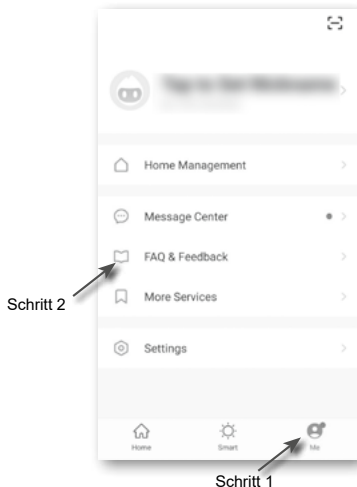 Home Management
Message Center
FAQ & Feedback
Schritt 2
More Services
Settings
Home
Smart
Me
Schritt 1